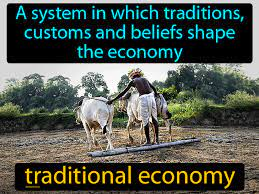 A system in which traditions,
customs and beliefs shape
the economy
traditional economy